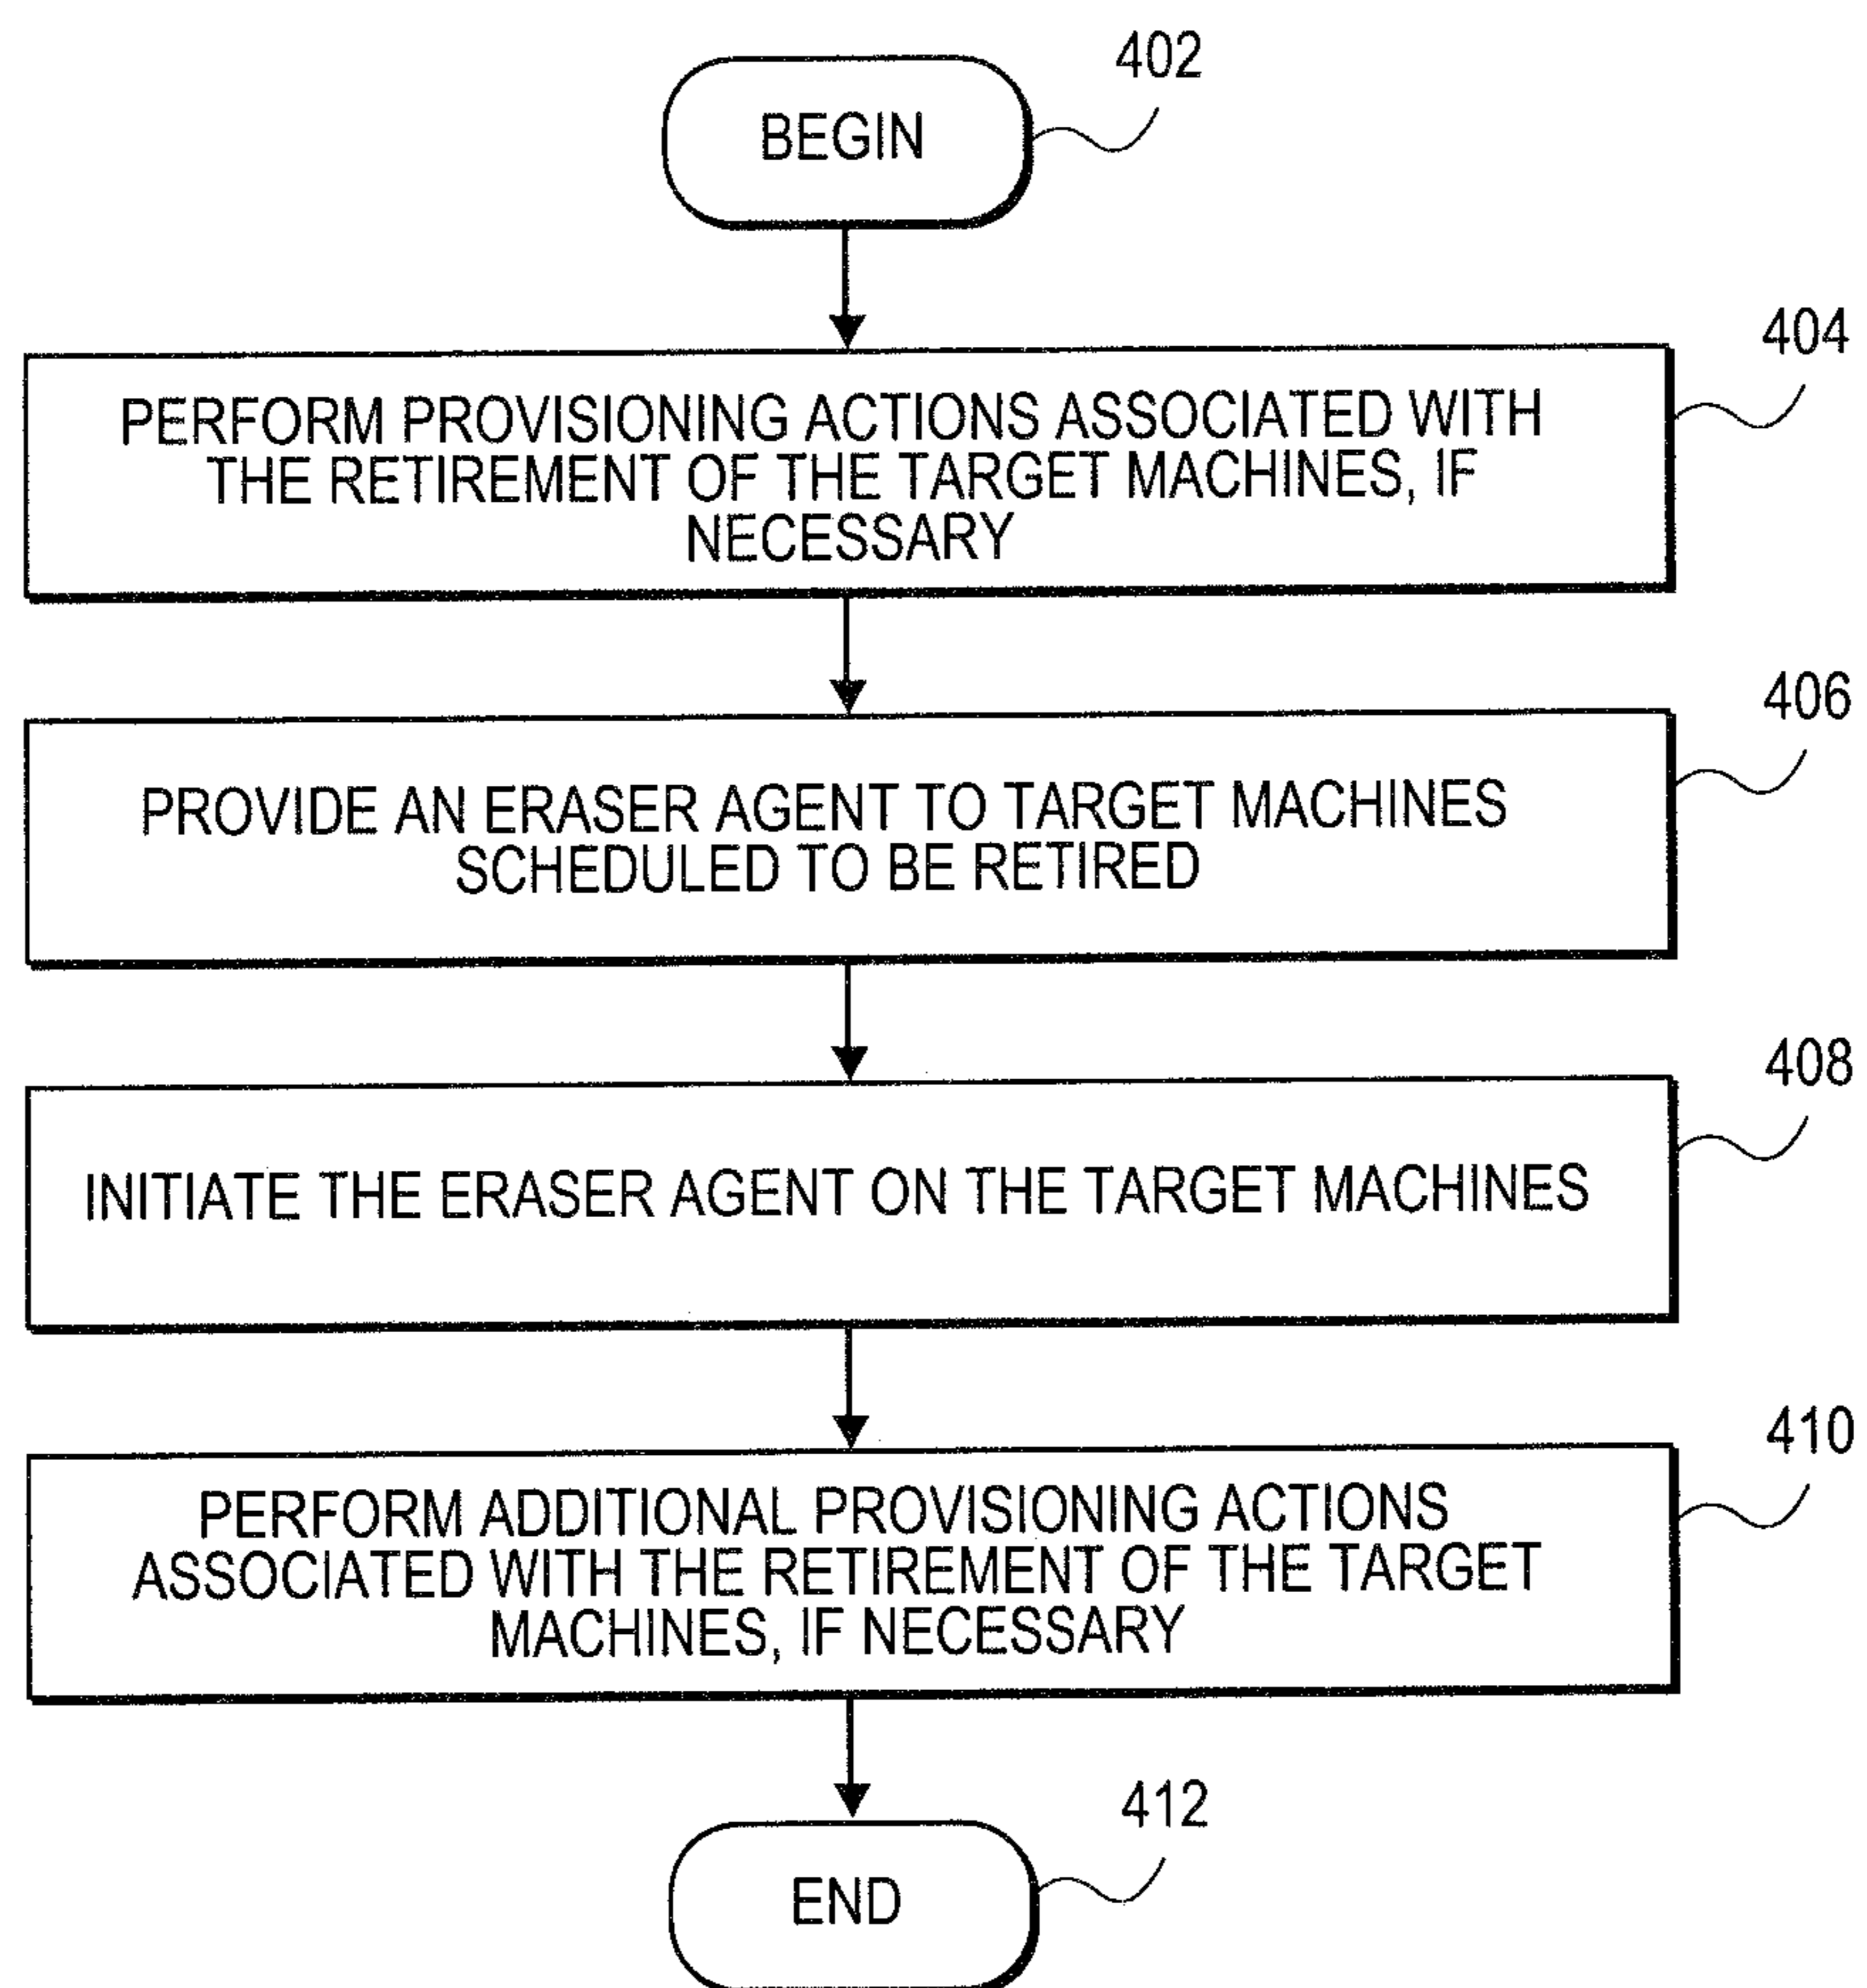 402
BEGIN
404
PERFORM PROVISIONING ACTIONS ASSOCIATED WITH
THE RETIREMENT OF THE TARGET MACHINES, IF
NECESSARY
406
PROVIDE AN ERASER AGENT TO TARGET MACHINES
SCHEDULED TO BE RETIRED
408
INITIATE THE ERASER AGENT ON THE TARGET MACHINES
410
PERFORM ADDITIONAL PROVISIONING ACTIONS
ASSOCIATED WITH THE RETIREMENT OF THE TARGET
MACHINES, IF NECESSARY
412
END